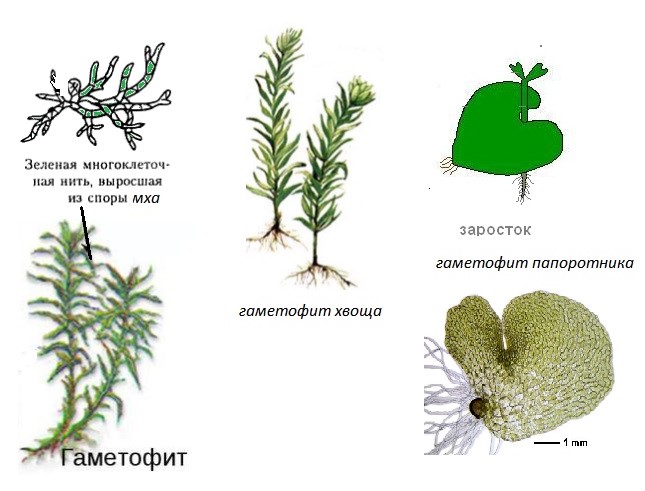 Зеленая многоклеточ-
ная нить, выросшая
из споры мха
Гаметофит
гаметофит хвоща
заросток
гаметофит папоротника
1 mm